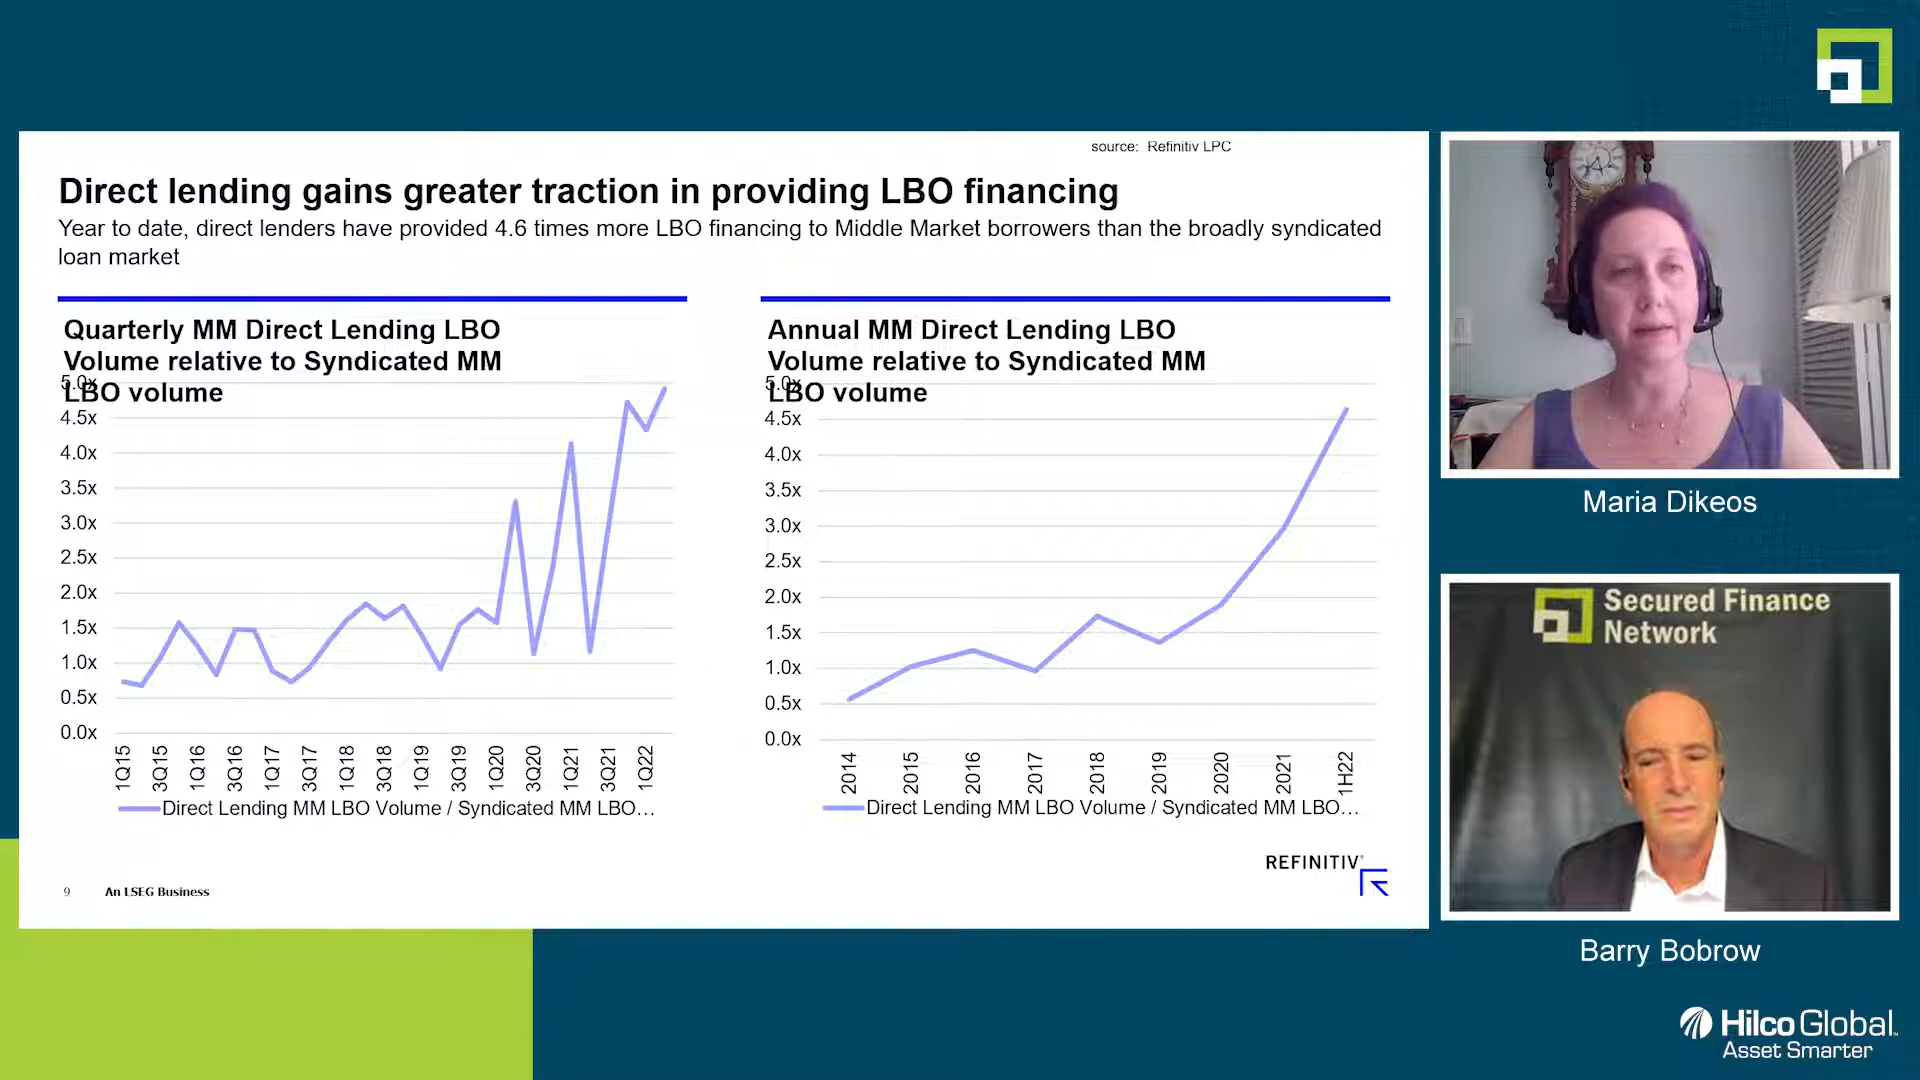 source: Refinitiv LPC
Direct lending gains greater traction in providing LBO financing
Year to date, direct lenders have provided 4.6 times more LBO financing to Middle Market borrowers than the broadly syndicated
loan market
Quarterly MM Direct Lending LBO
Volume relative to Syndicated MM
LBO volume
5.0x
4.5x
4.0x
3.5x
3.0x
2.5x
2.0x
1.5x
1.0x
0.5x
0.0x
1Q15
3Q15
1Q16
3Q16
1Q17
3Q17
1Q18
3Q18
1Q19
3Q19
1Q20
3Q20
1Q21
3Q21
1Q22
Direct Lending MM LBO Volume / Syndicated MM LBO…
Annual MM Direct Lending LBO
Volume relative to Syndicated MM
LBO volume
5.0x
4.5x
4.0x
3.5x
3.0x
2.5x
2.0x
1.5x
1.0x
0.5x
0.0x
2014
2015
2016
2017
2018
2019
2020
2021
1H22
Direct Lending MM LBO Volume / Syndicated MM LBO…
REFINITIV
9
An LSEG Business
Maria Dikeos
Secured Finance
Network
Barry Bobrow
Hilco Global
Asset Smarter